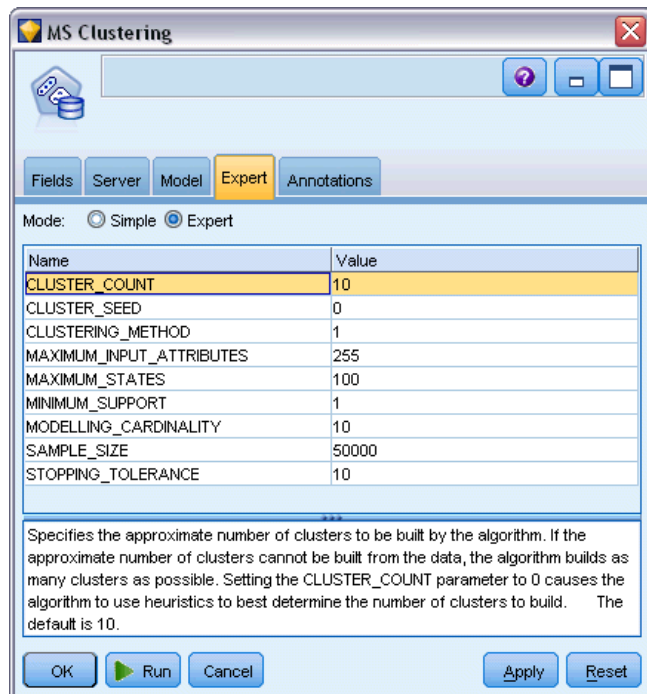 MS Clustering
Fields Server Model Expert Annotations
Mode: Simple Expert
Name Value
CLUSTER_COUNT 10
CLUSTER_SEED 0
CLUSTERING_METHOD 1
MAXIMUM_INPUT_ATTRIBUTES 255
MAXIMUM_STATES 100
MINIMUM_SUPPORT 1
MODELLING_CARDINALITY 10
SAMPLE_SIZE 50000
STOPPING_TOLERANCE 10
Specifies the approximate number of clusters to be built by the algorithm. If the
approximate number of clusters cannot be built from the data, the algorithm builds as
many clusters as possible. Setting the CLUSTER_COUNT parameter to 0 causes the
algorithm to use heuristics to best determine the number of clusters to build. The
default is 10.
OK Run Cancel Apply Reset